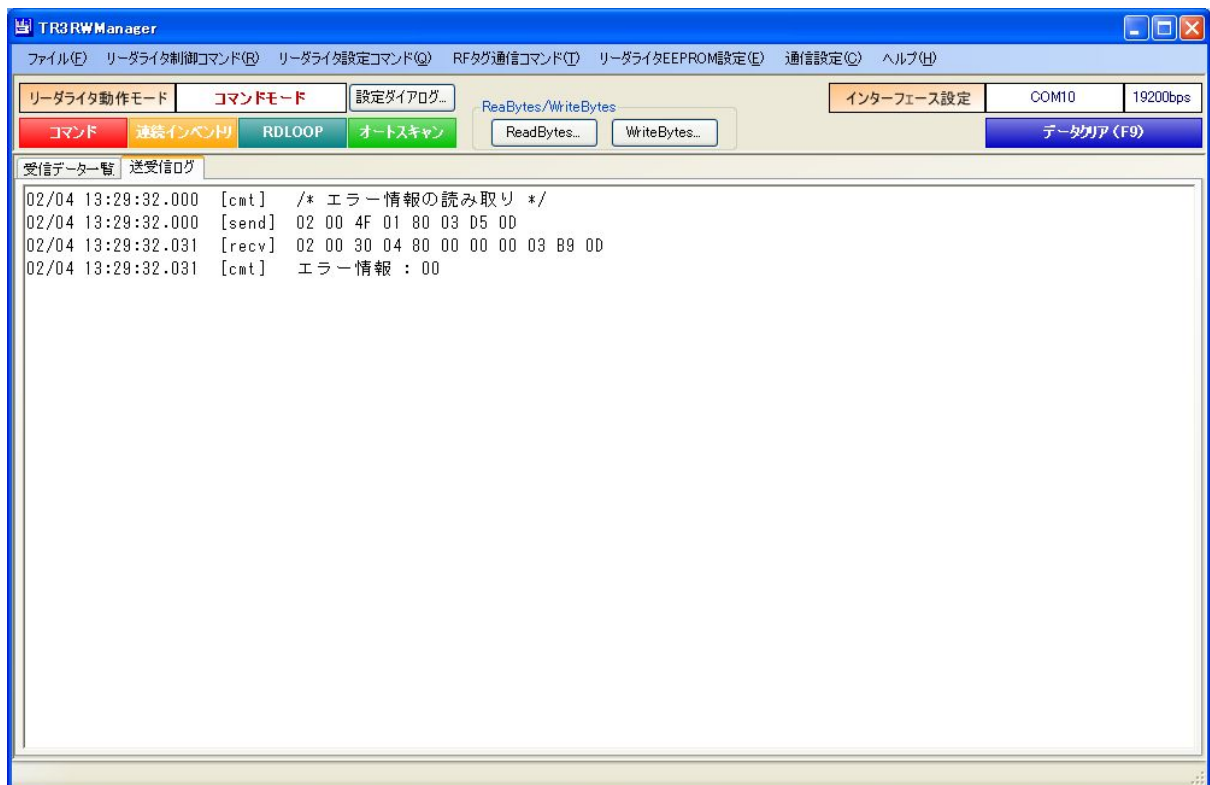 TR3RWManager
ファイル(F) リーダライタ制御コマンド(R) リーダライタ設定コマンド(Q) RFタグ通信コマンド(T) リーダライタEEPROM設定(E) 通信設定(C) ヘルプ(H)
リーダライタ動作モード コマンドモード 設定ダイアログ... ReaBytes/WriteBytes インターフェース設定 COM10 19200bps
コマンド 連続インベントリ RDLOOP オートスキャン ReadBytes... WriteBytes... データクリア(F9)
受信データ一覧 送受信ログ
02/04 13:29:32.000 [cmt] /* エラー情報の読み取り */
02/04 13:29:32.000 [send] 02 00 4F 01 80 03 D5 0D
02/04 13:29:32.031 [recv] 02 00 30 04 80 00 00 00 03 B9 0D
02/04 13:29:32.031 [cmt] エラー情報 : 00